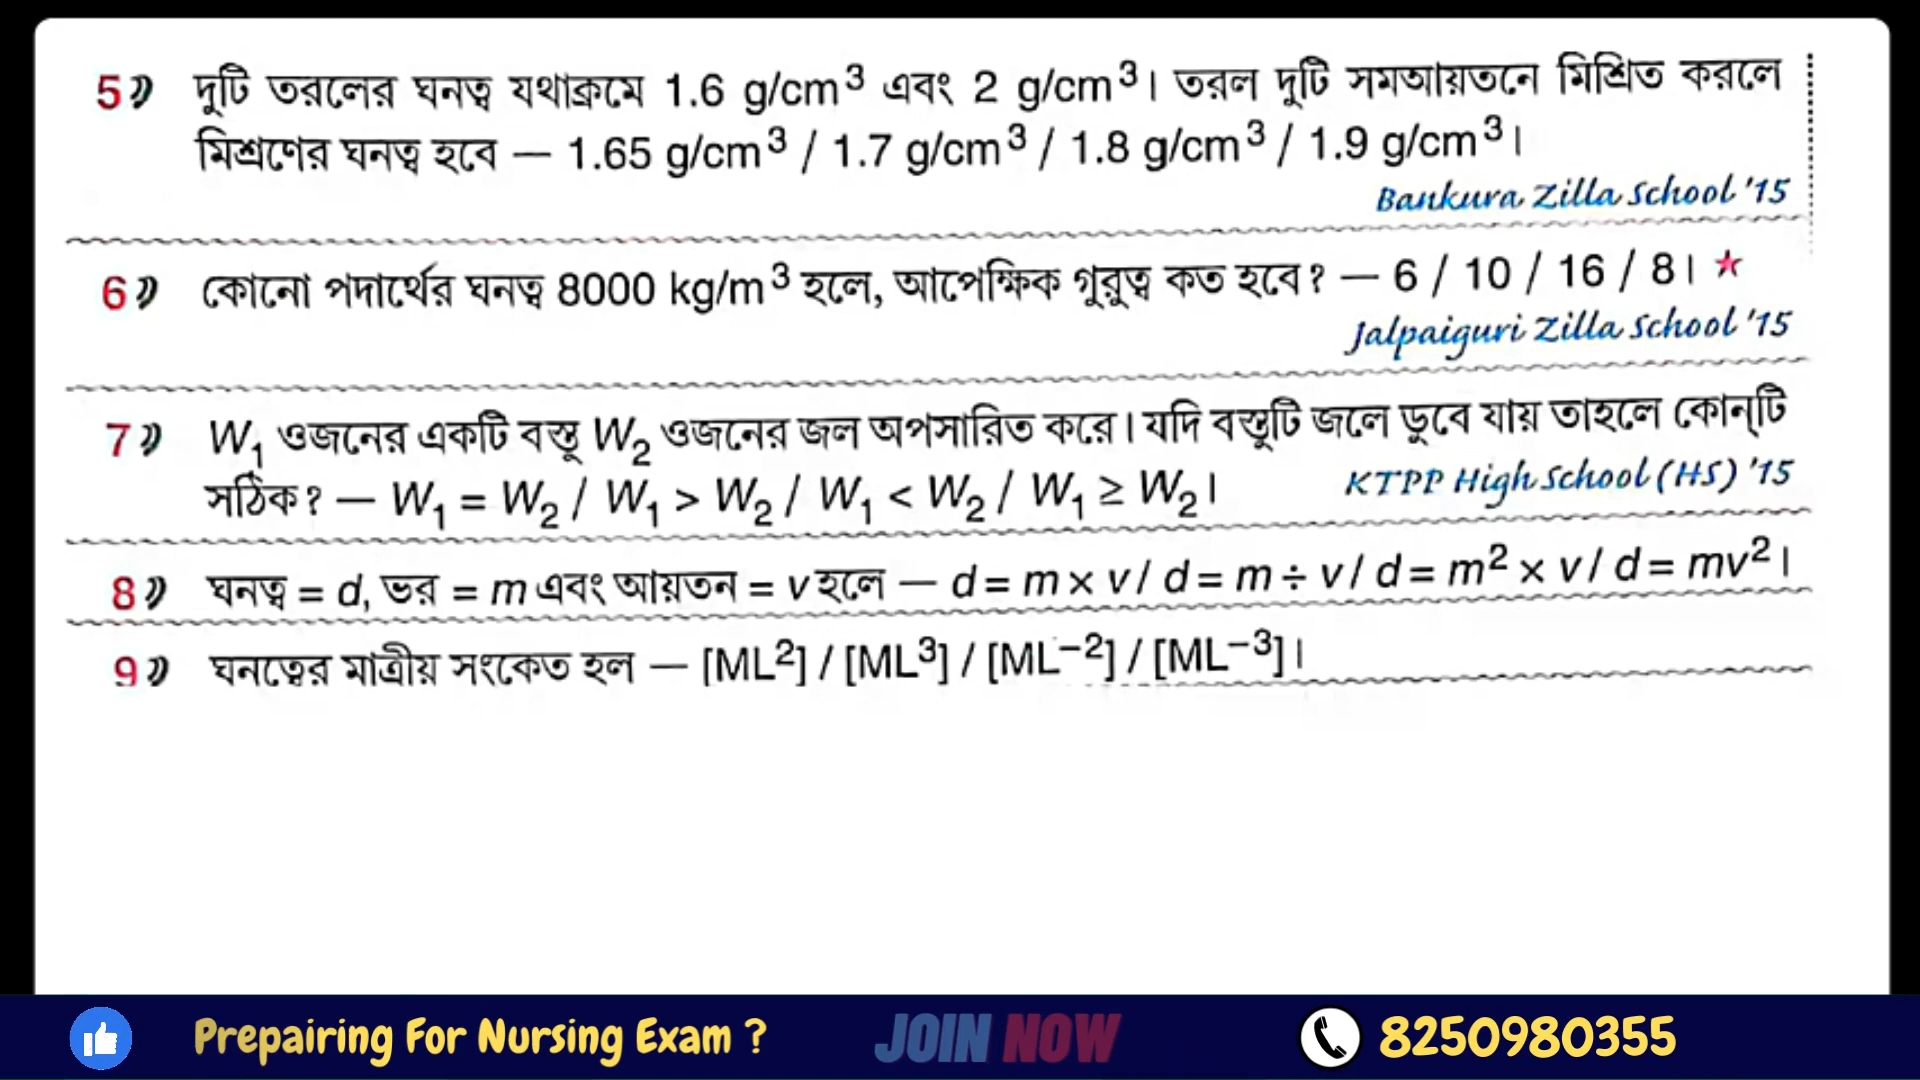 5》 দুটি তরলের ঘনত্ব যথাক্রমে 1.6 g/cm³ এবং 2 g/cm³। তরল দুটি সমআয়তনে মিশ্রিত করলে
মিশ্রণের ঘনত্ব হবে — 1.65 g/cm³ / 1.7 g/cm³ / 1.8 g/cm³ / 1.9 g/cm³।
Bankura Zilla School '15
6》 কোনো পদার্থের ঘনত্ব 8000 kg/m³ হলে, আপেক্ষিক গুরুত্ব কত হবে? — 6 / 10 / 16 / 8। ★
Jalpaiguri Zilla School '15
7》 W₁ ওজনের একটি বস্তু W₂ ওজনের জল অপসারিত করে। যদি বস্তুটি জলে ডুবে যায় তাহলে কোন্‌টি
সঠিক? — W₁ = W₂ / W₁ > W₂ / W₁ < W₂ / W₁ ≥ W₂।
KTPP High School (HS) '15
8》 ঘনত্ব = d, ভর = m এবং আয়তন = v হলে — d = m × v / d = m ÷ v / d = m² × v / d = mv²।
9》 ঘনত্বের মাত্রীয় সংকেত হল — [ML²] / [ML³] / [ML⁻²] / [ML⁻³]।
Prepairing For Nursing Exam ? JOIN NOW 8250980355